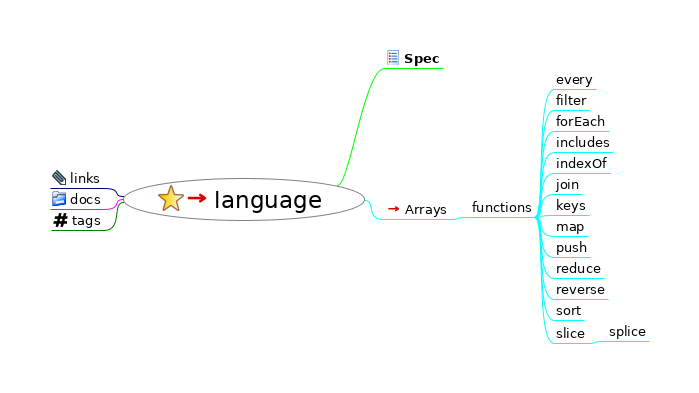 Spec
every
filter
forEach
includes
indexOf
join
keys
map
push
reduce
reverse
sort
slice
splice
functions
Arrays
language
links
docs
# tags